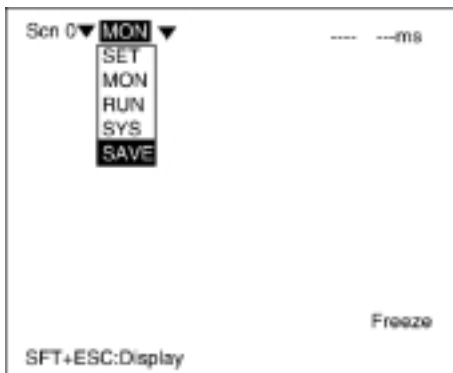 Scn 0▼ MON ▼ ---- ---ms
SET
MON
RUN
SYS
SAVE
Freeze
SFT+ESC:Display